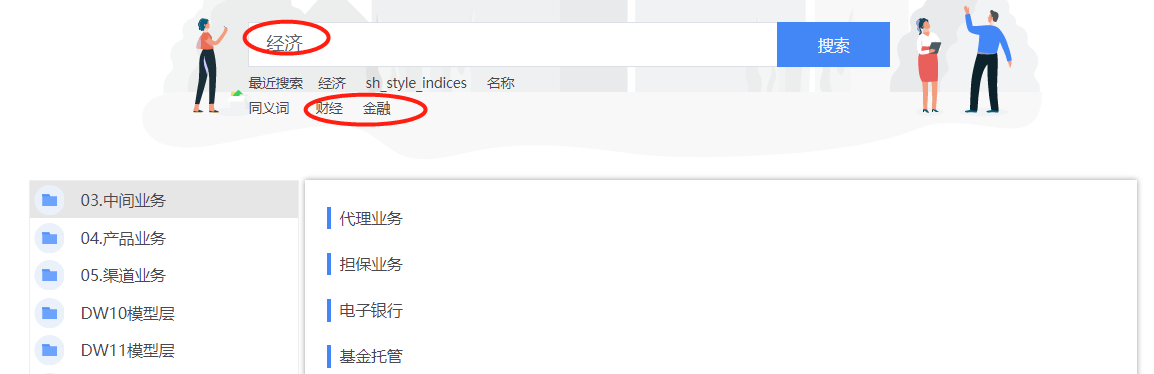 经济 搜索
最近搜索 经济 sh_style_indices 名称
同义词 财经 金融
03.中间业务
04.产品业务
05.渠道业务
DW10模型层
DW11模型层
代理业务
担保业务
电子银行
基金托管